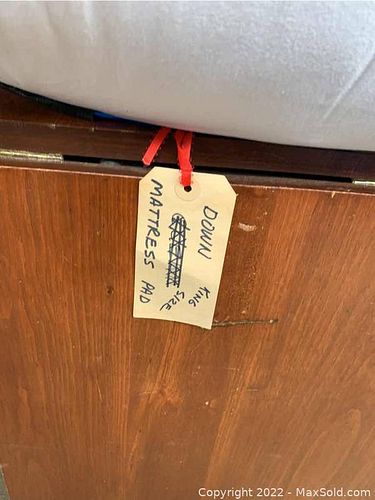 DOWN
KING
SIZE
MATTRESS PAD
Copyright 2022 - MaxSold.com